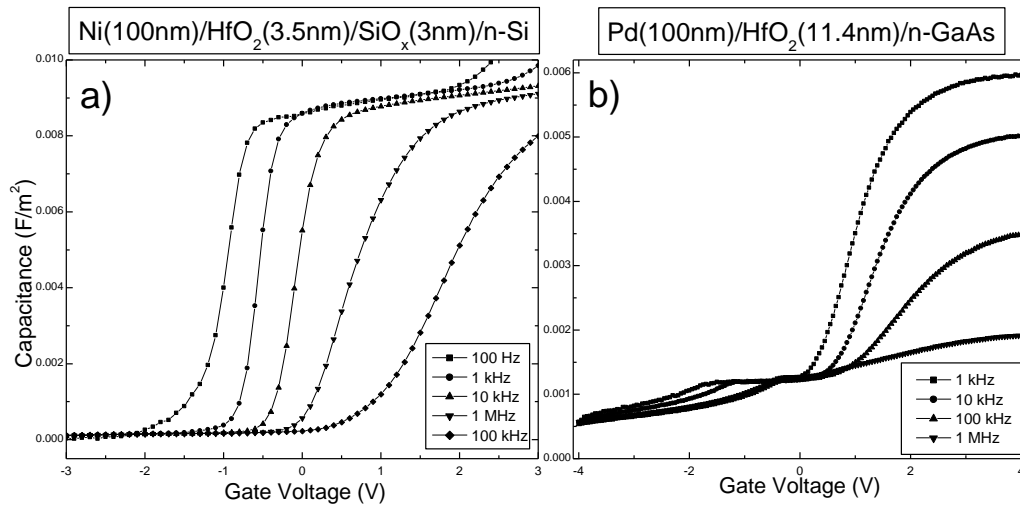 Ni(100nm)/HfO₂(3.5nm)/SiOₓ(3nm)/n-Si
Pd(100nm)/HfO₂(11.4nm)/n-GaAs
a)
0.010
0.008
0.006
0.004
0.002
0.000
Capacitance (F/m²)
-3 -2 -1 0 1 2 3
Gate Voltage (V)
100 Hz
1 kHz
10 kHz
1 MHz
100 kHz
b)
0.006
0.005
0.004
0.003
0.002
0.001
0.000
-4 -2 0 2 4
Gate Voltage (V)
1 kHz
10 kHz
100 kHz
1 MHz